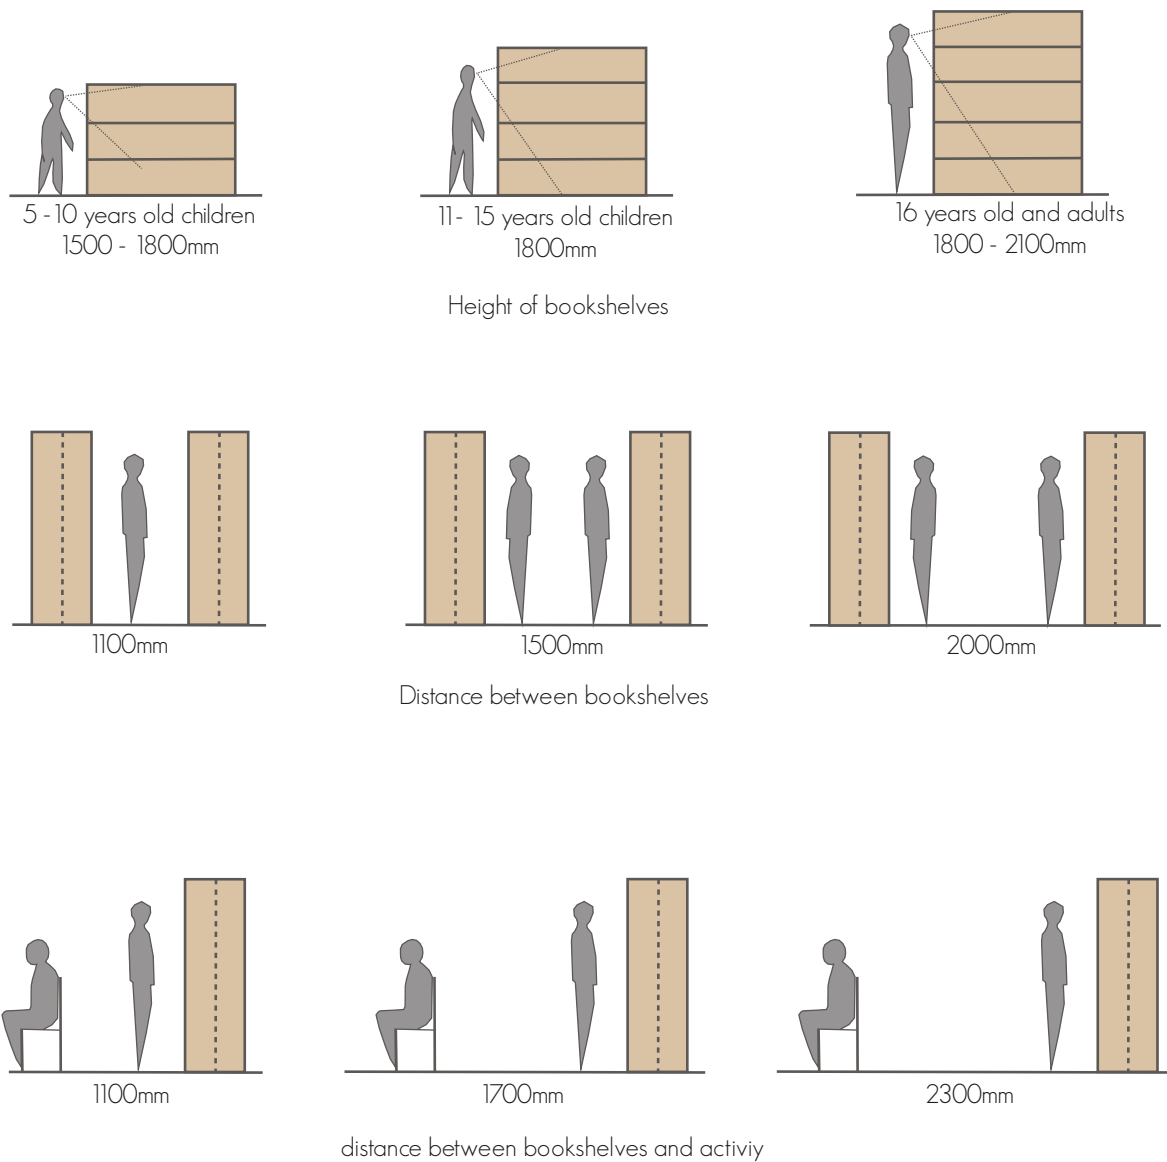 5 - 10 years old children
1500 - 1800mm
11 - 15 years old children
1800mm
16 years old and adults
1800 - 2100mm
Height of bookshelves
1100mm
1500mm
2000mm
Distance between bookshelves
1100mm
1700mm
2300mm
distance between bookshelves and activiy